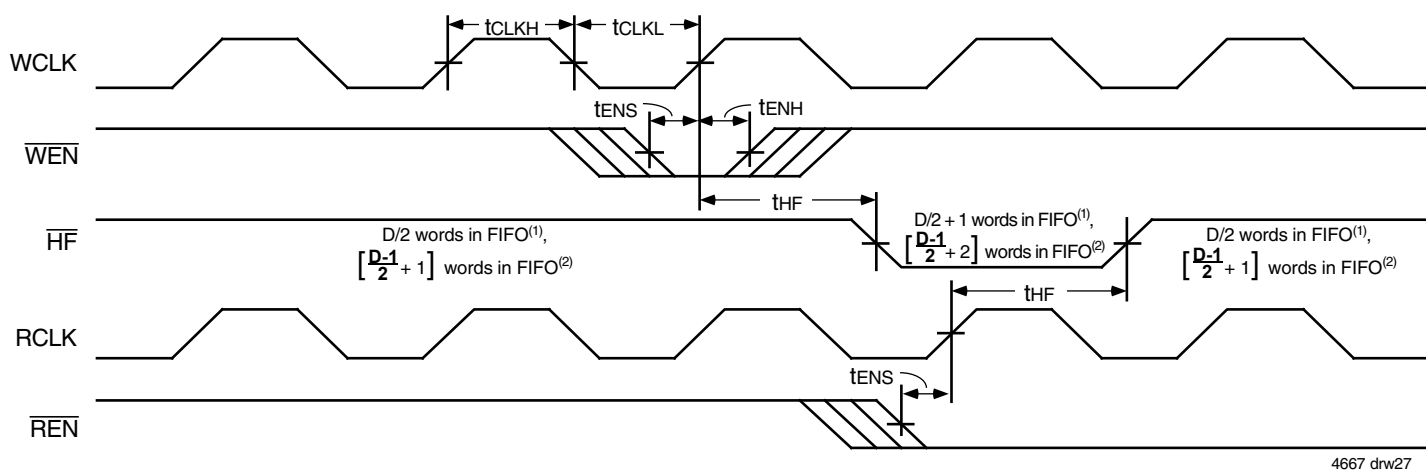 tCLKH
tCLKL
WCLK
tENS
tENH
WEN
tHF
HF
D/2 words in FIFO(1),
[D-1/2 + 1] words in FIFO(2)
D/2 + 1 words in FIFO(1),
[D-1/2 + 2] words in FIFO(2)
D/2 words in FIFO(1),
[D-1/2 + 1] words in FIFO(2)
tHF
RCLK
tENS
REN
4667 drw27